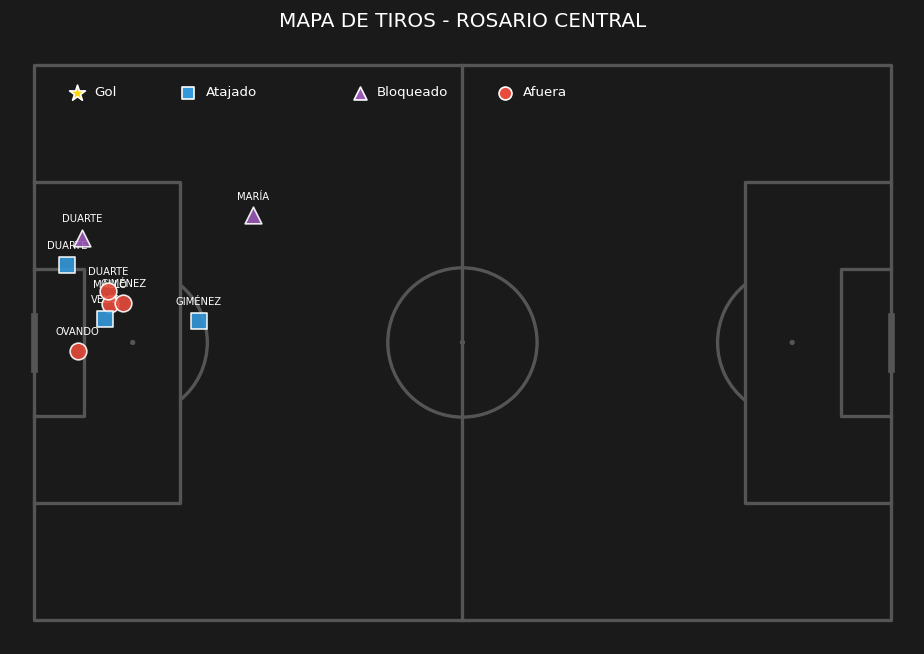 MAPA DE TIROS - ROSARIO CENTRAL
Gol
Atajado
Bloqueado
Afuera
MARÍA
DUARTE
DUARTE
DUARTE
GIMÉNEZ
GIMÉNEZ
OVANDO